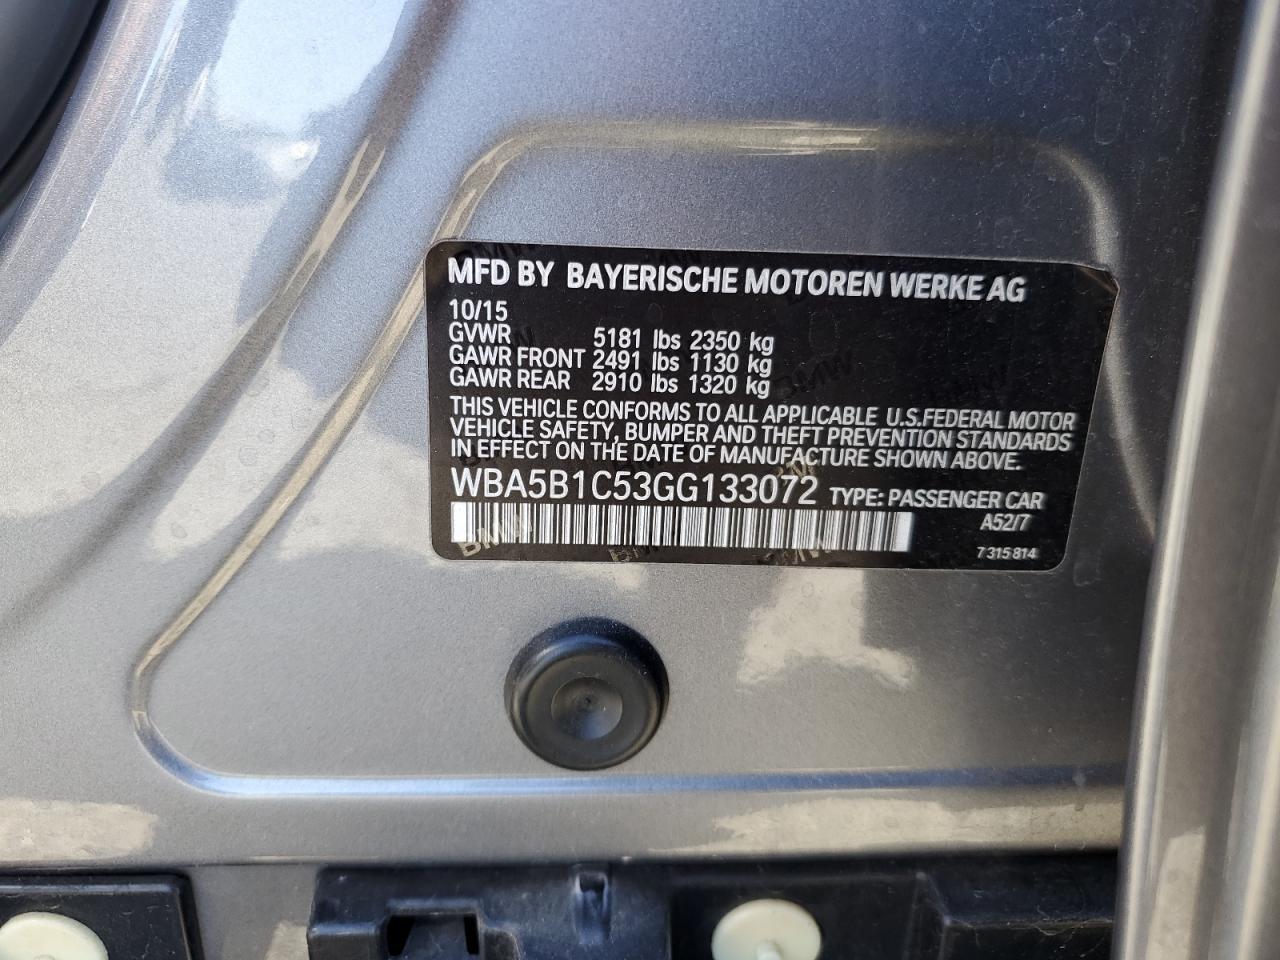 MFD BY BAYERISCHE MOTOREN WERKE AG
10/15
GVWR 5181 lbs 2350 kg
GAWR FRONT 2491 lbs 1130 kg
GAWR REAR 2910 lbs 1320 kg
THIS VEHICLE CONFORMS TO ALL APPLICABLE U.S.FEDERAL MOTOR
VEHICLE SAFETY, BUMPER AND THEFT PREVENTION STANDARDS
IN EFFECT ON THE DATE OF MANUFACTURE SHOWN ABOVE.
WBA5B1C53GG133072 TYPE: PASSENGER CAR
A52/7
7 315 814